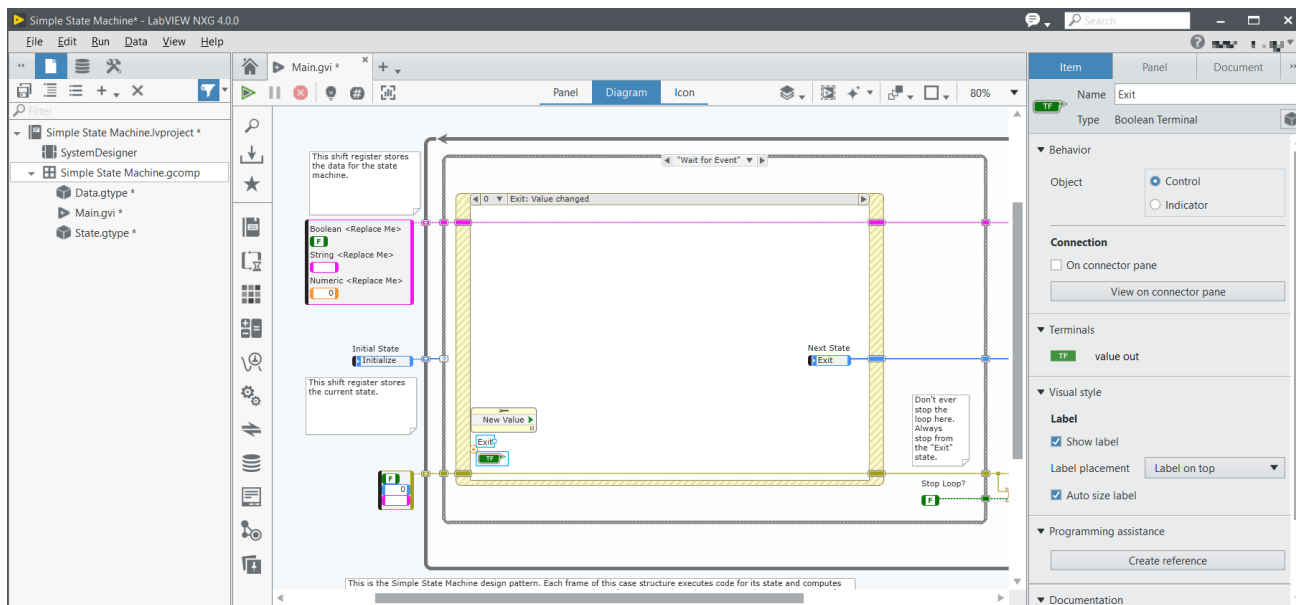 Simple State Machine* - LabVIEW NXG 4.0.0
Search
File Edit Run Data View Help
Main.gvi *
Item Panel Document
Panel Diagram Icon
80%
Filter
Name Exit
Type Boolean Terminal
Simple State Machine.lvproject *
SystemDesigner
Simple State Machine.gcomp
Data.gtype *
Main.gvi *
State.gtype *
This shift register stores
the data for the state
machine.
"Wait for Event"
0 Exit: Value changed
Boolean <Replace Me>
F
String <Replace Me>
Numeric <Replace Me>
0
Initial State
Initialize
?
Next State
Exit
This shift register stores
the current state.
New Value
Exit
TF
Don't ever
stop the
loop here.
Always
stop from
the "Exit"
state.
F
0
Stop Loop?
F
This is the Simple State Machine design pattern. Each frame of this case structure executes code for its state and computes
TF
Behavior
Object
Control
Indicator
Connection
On connector pane
View on connector pane
Terminals
TF value out
Visual style
Label
Show label
Label placement Label on top
Auto size label
Programming assistance
Create reference
Documentation